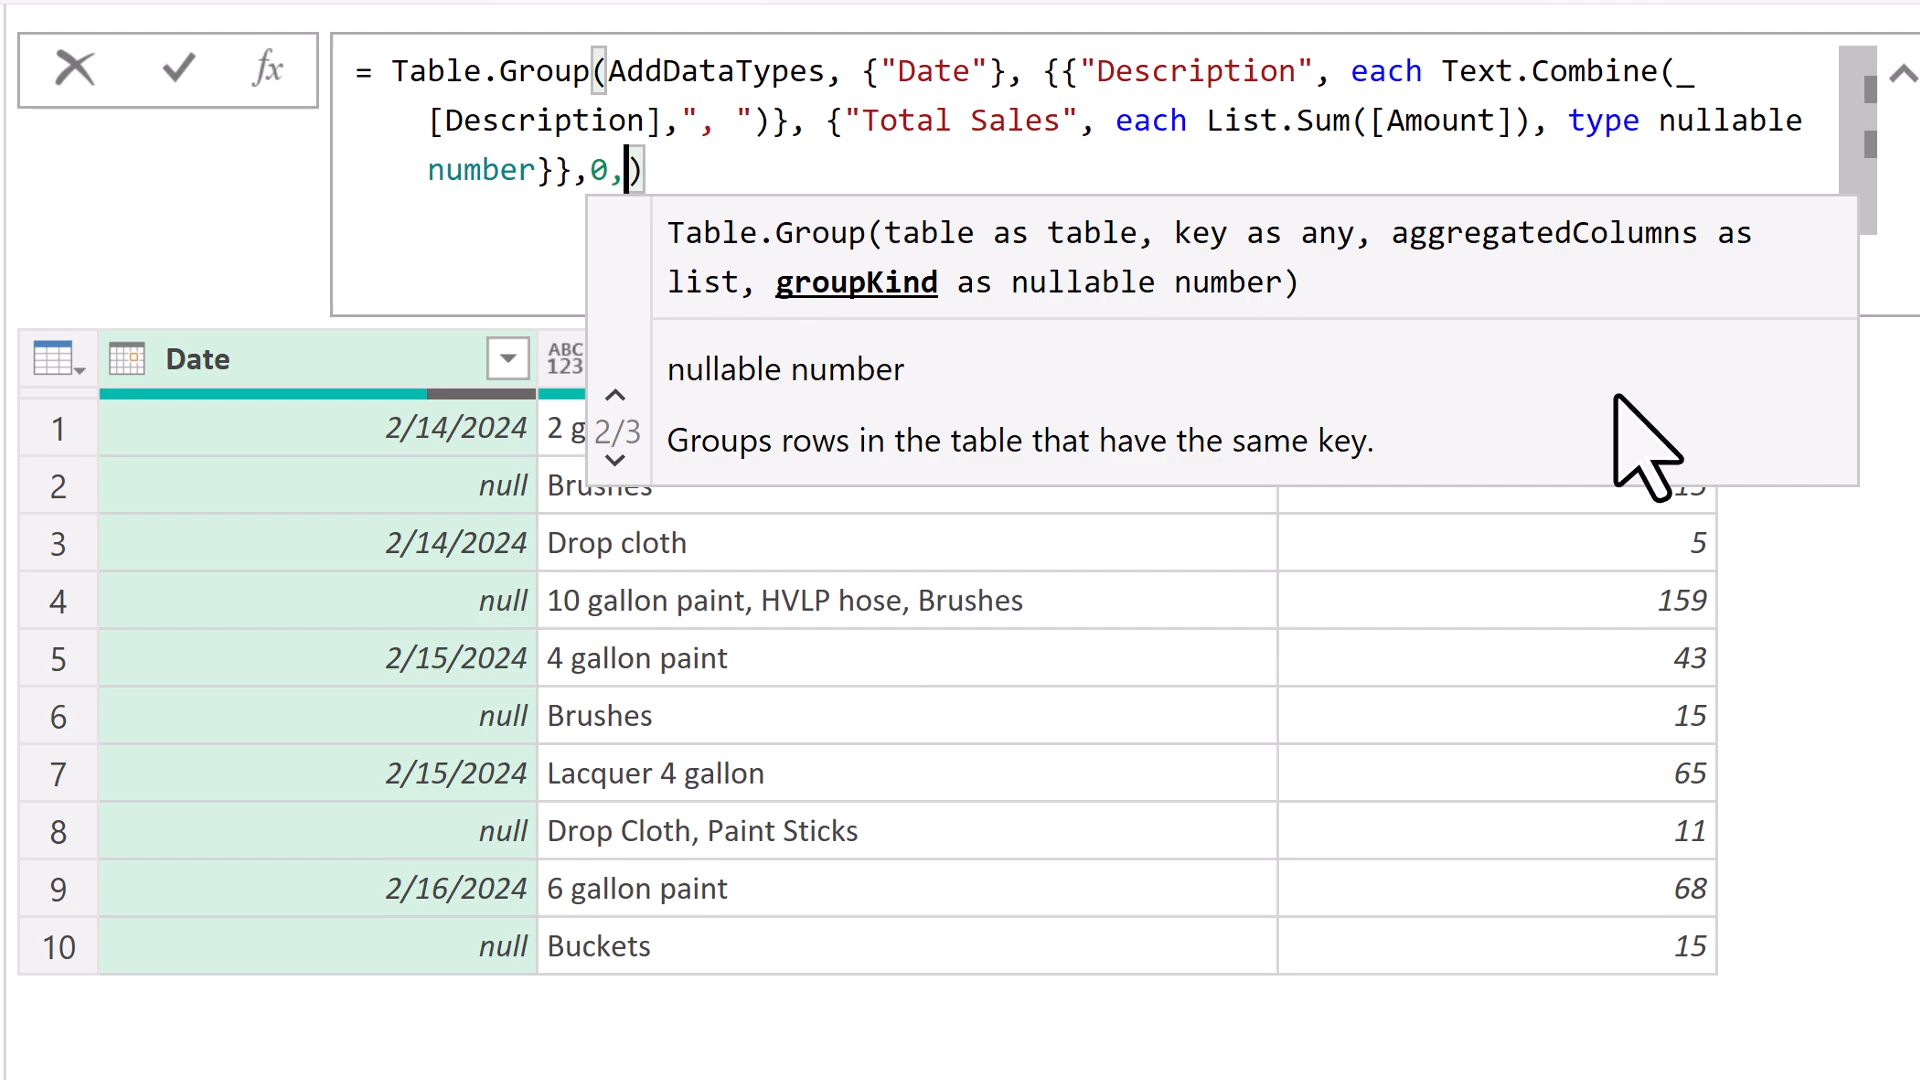 fx
= Table.Group(AddDataTypes, {"Date"}, {{"Description", each Text.Combine(_
[Description],", ")}, {"Total Sales", each List.Sum([Amount]), type nullable
number}},0,)
Table.Group(table as table, key as any, aggregatedColumns as
list, groupKind as nullable number)
nullable number
2/3
Groups rows in the table that have the same key.
Date
ABC
123
1 2/14/2024 2 g
2 null Brushes 15
3 2/14/2024 Drop cloth 5
4 null 10 gallon paint, HVLP hose, Brushes 159
5 2/15/2024 4 gallon paint 43
6 null Brushes 15
7 2/15/2024 Lacquer 4 gallon 65
8 null Drop Cloth, Paint Sticks 11
9 2/16/2024 6 gallon paint 68
10 null Buckets 15